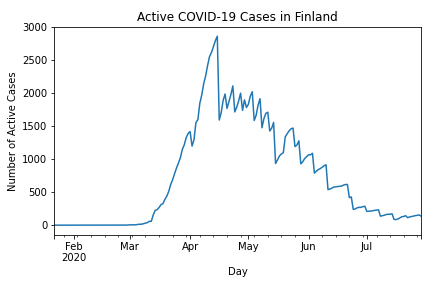 Active COVID-19 Cases in Finland
Number of Active Cases
3000
2500
2000
1500
1000
500
0
Feb Mar Apr May Jun Jul
2020
Day